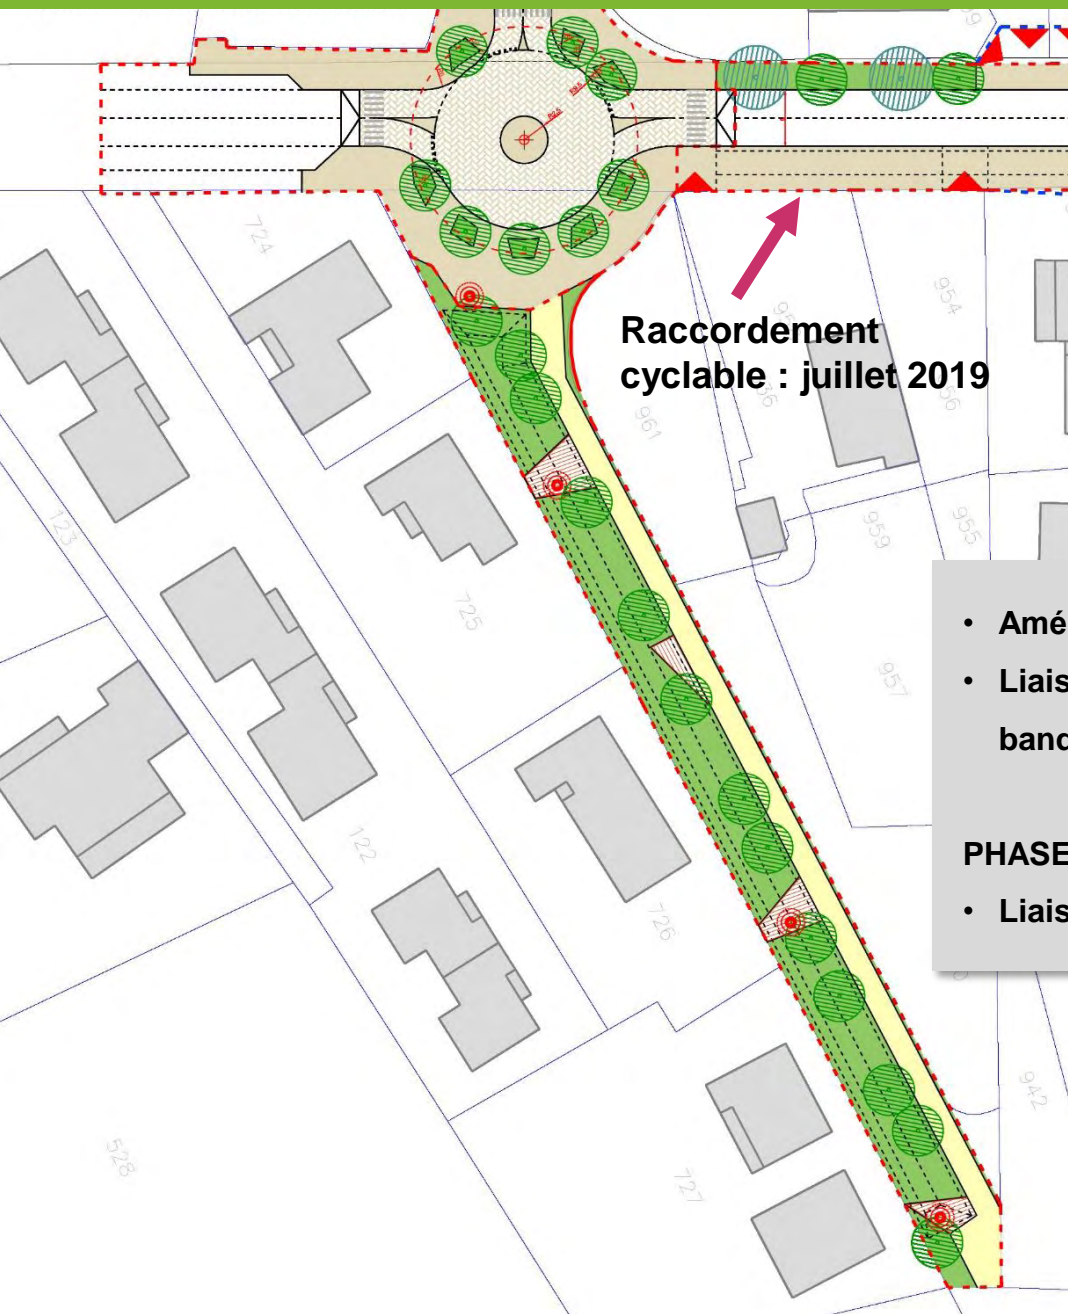 724
954
Raccordement
cyclable : juillet 2019
961
959
955
123
725
957
• Amé
• Liais
band
PHASE
• Liais
122
726
942
528
727